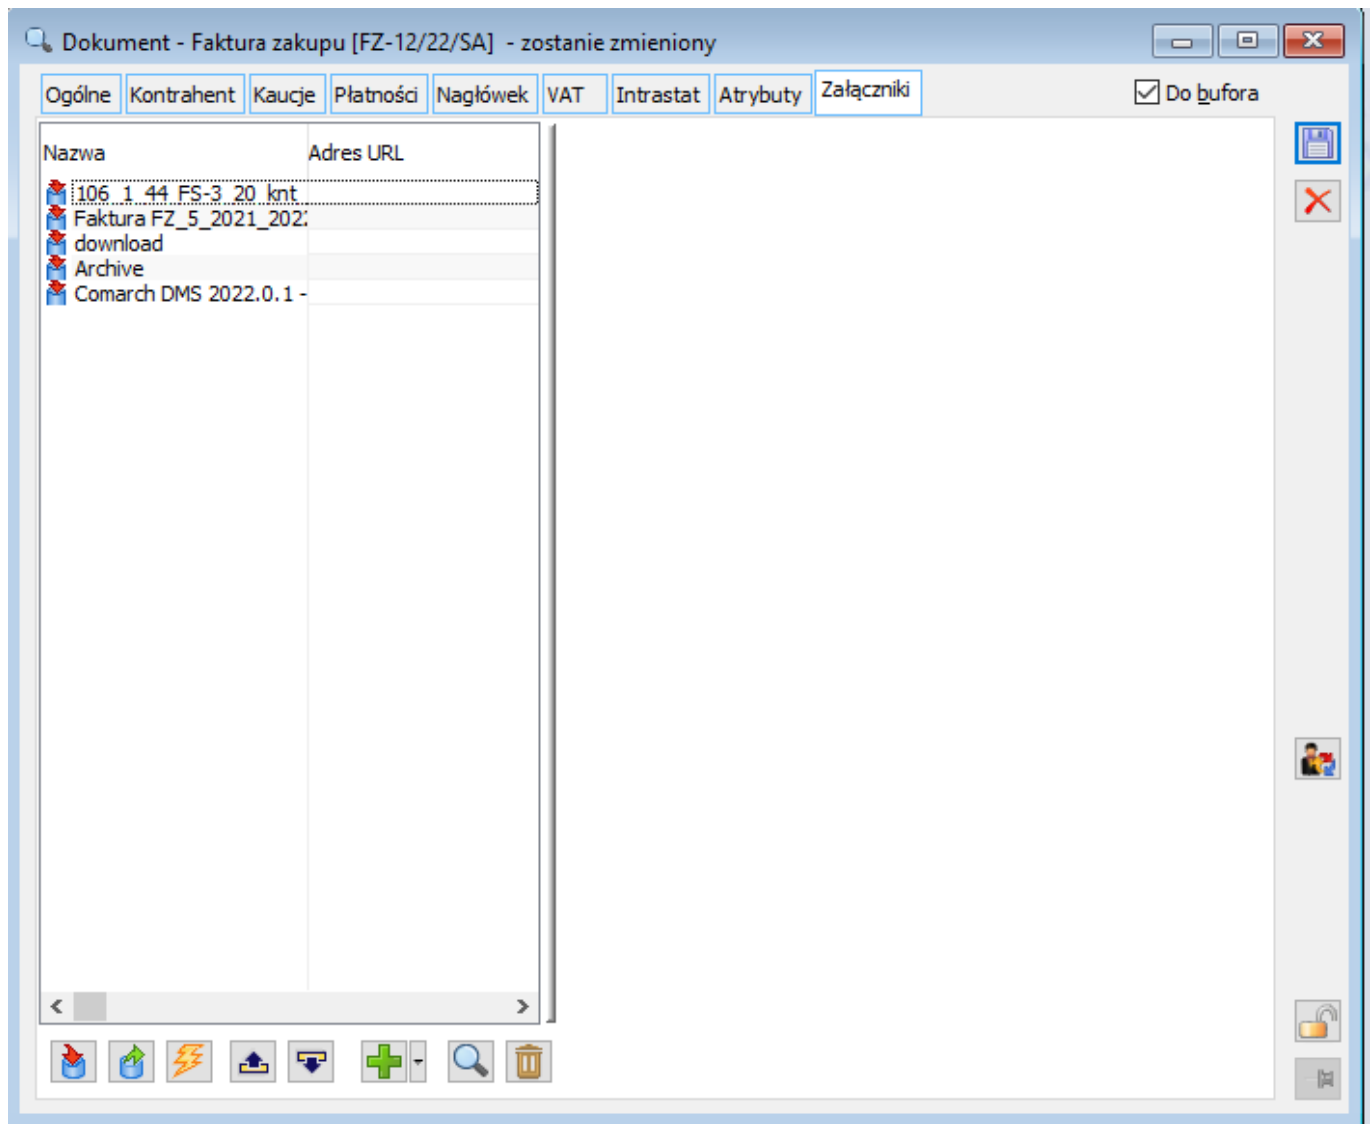 Dokument - Faktura zakupu [FZ-12/22/SA] - zostanie zmieniony
Ogólne Kontrahent Kaucje Płatności Nagłówek VAT Intrastat Atrybuty Załączniki Do bufora
Nazwa Adres URL
106_1_44_FS-3_20_knt_
Faktura FZ_5_2021_202
download
Archive
Comarch DMS 2022.0.1 -